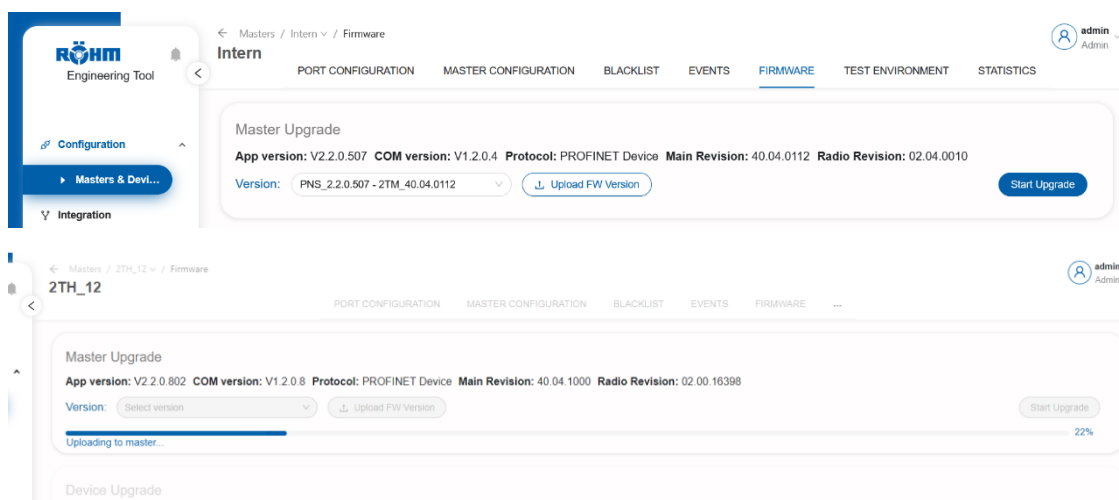 ← Masters / Intern / Firmware
Intern
admin
Admin
RÖHM
Engineering Tool
PORT CONFIGURATION MASTER CONFIGURATION BLACKLIST EVENTS FIRMWARE TEST ENVIRONMENT STATISTICS
Configuration
Masters & Devi...
Integration
Master Upgrade
App version: V2.2.0.507 COM version: V1.2.0.4 Protocol: PROFINET Device Main Revision: 40.04.0112 Radio Revision: 02.04.0010
Version: PNS_2.2.0.507 - 2TM_40.04.0112 Upload FW Version Start Upgrade
← Masters / 2TH_12 / Firmware
2TH_12
admin
Admin
PORT CONFIGURATION MASTER CONFIGURATION BLACKLIST EVENTS FIRMWARE ...
Master Upgrade
App version: V2.2.0.802 COM version: V1.2.0.8 Protocol: PROFINET Device Main Revision: 40.04.1000 Radio Revision: 02.00.16398
Version: Select version Upload FW Version Start Upgrade
22%
Uploading to master...
Device Upgrade